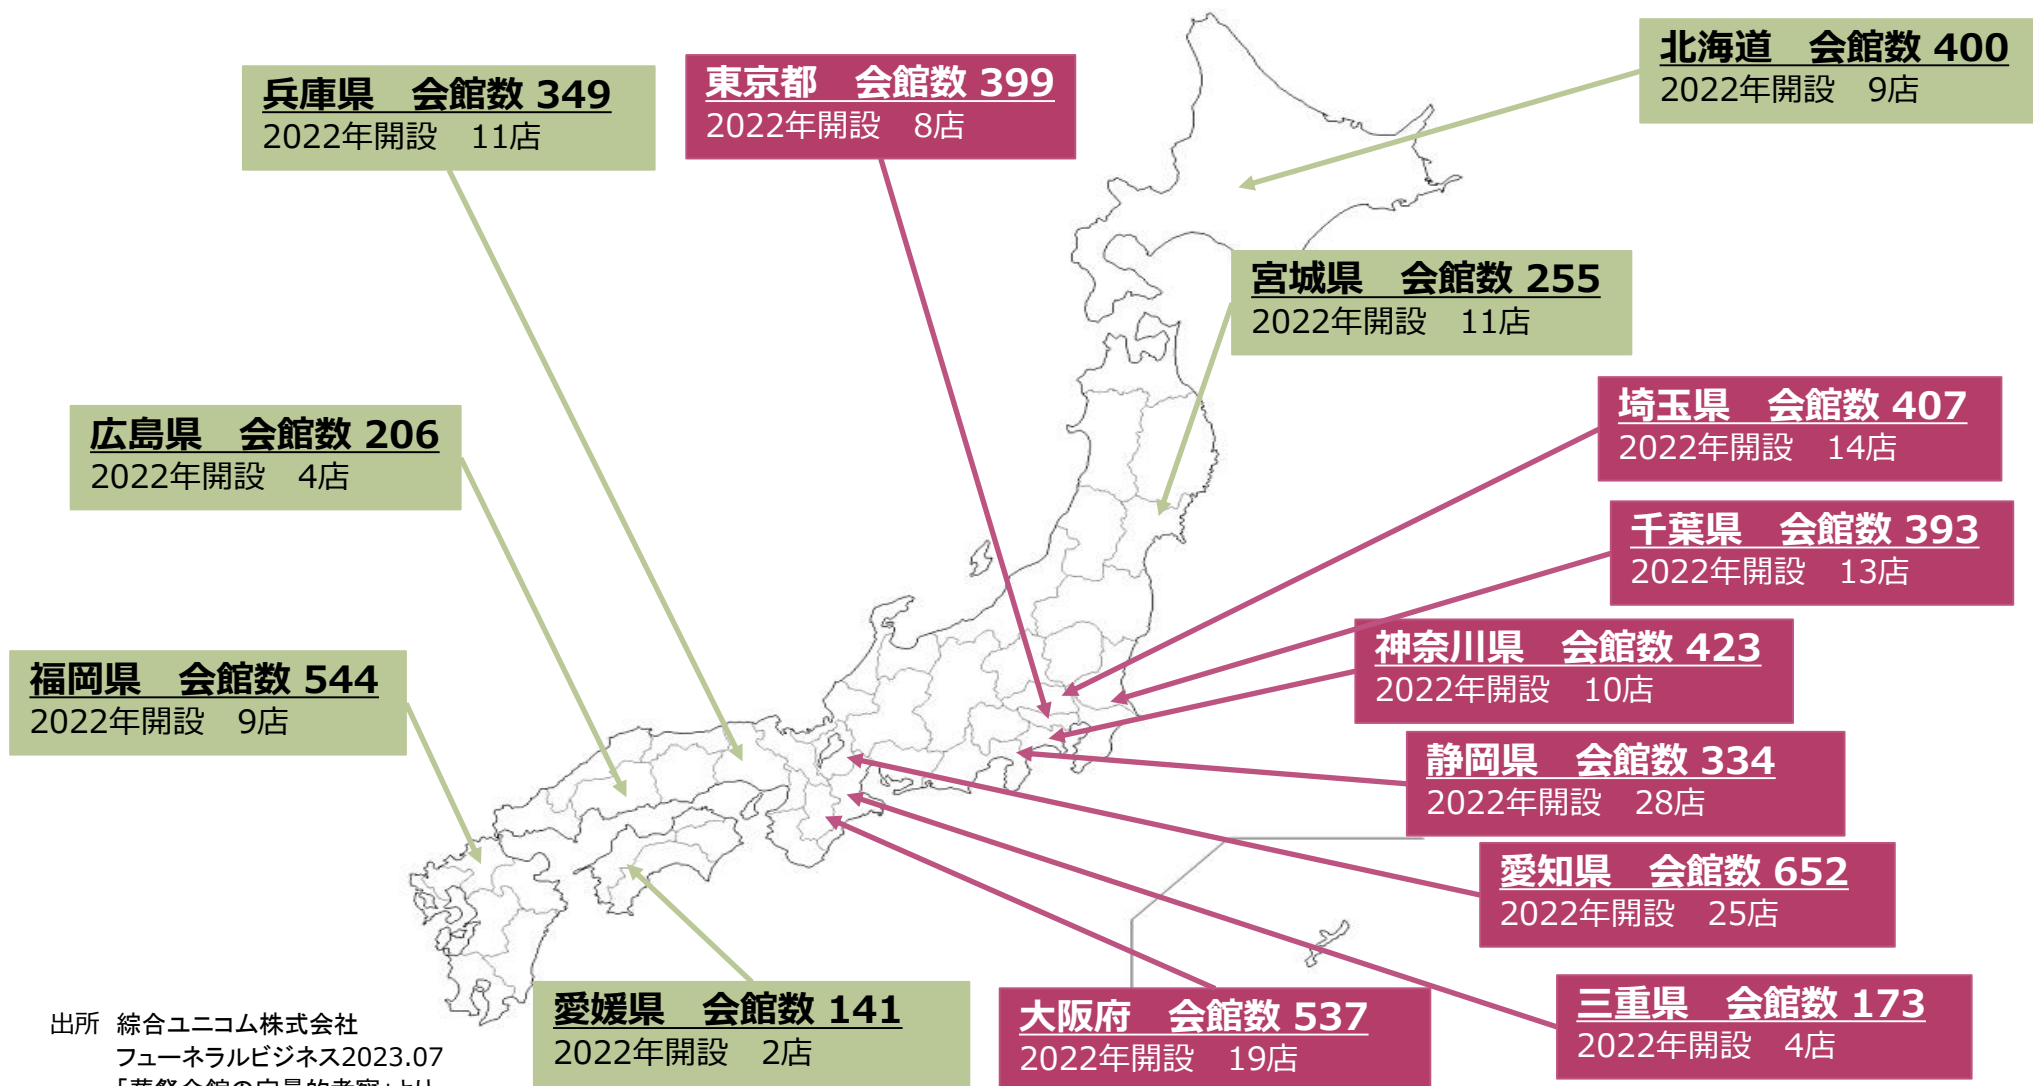 北海道　会館数 400
2022年開設　9店
東京都　会館数 399
2022年開設　8店
兵庫県　会館数 349
2022年開設　11店
宮城県　会館数 255
2022年開設　11店
埼玉県　会館数 407
2022年開設　14店
広島県　会館数 206
2022年開設　4店
千葉県　会館数 393
2022年開設　13店
神奈川県　会館数 423
2022年開設　10店
福岡県　会館数 544
2022年開設　9店
静岡県　会館数 334
2022年開設　28店
愛知県　会館数 652
2022年開設　25店
三重県　会館数 173
2022年開設　4店
大阪府　会館数 537
2022年開設　19店
愛媛県　会館数 141
2022年開設　2店
出所 綜合ユニコム株式会社
フューネラルビジネス2023.07
「葬祭会館の定量的考察」より